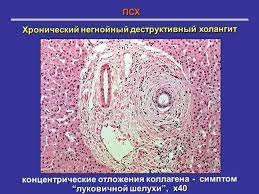 ПСХ
Хронический негнойный деструктивный холангит
концентрические отложения коллагена - симптом
"луковичной шелухи", х40